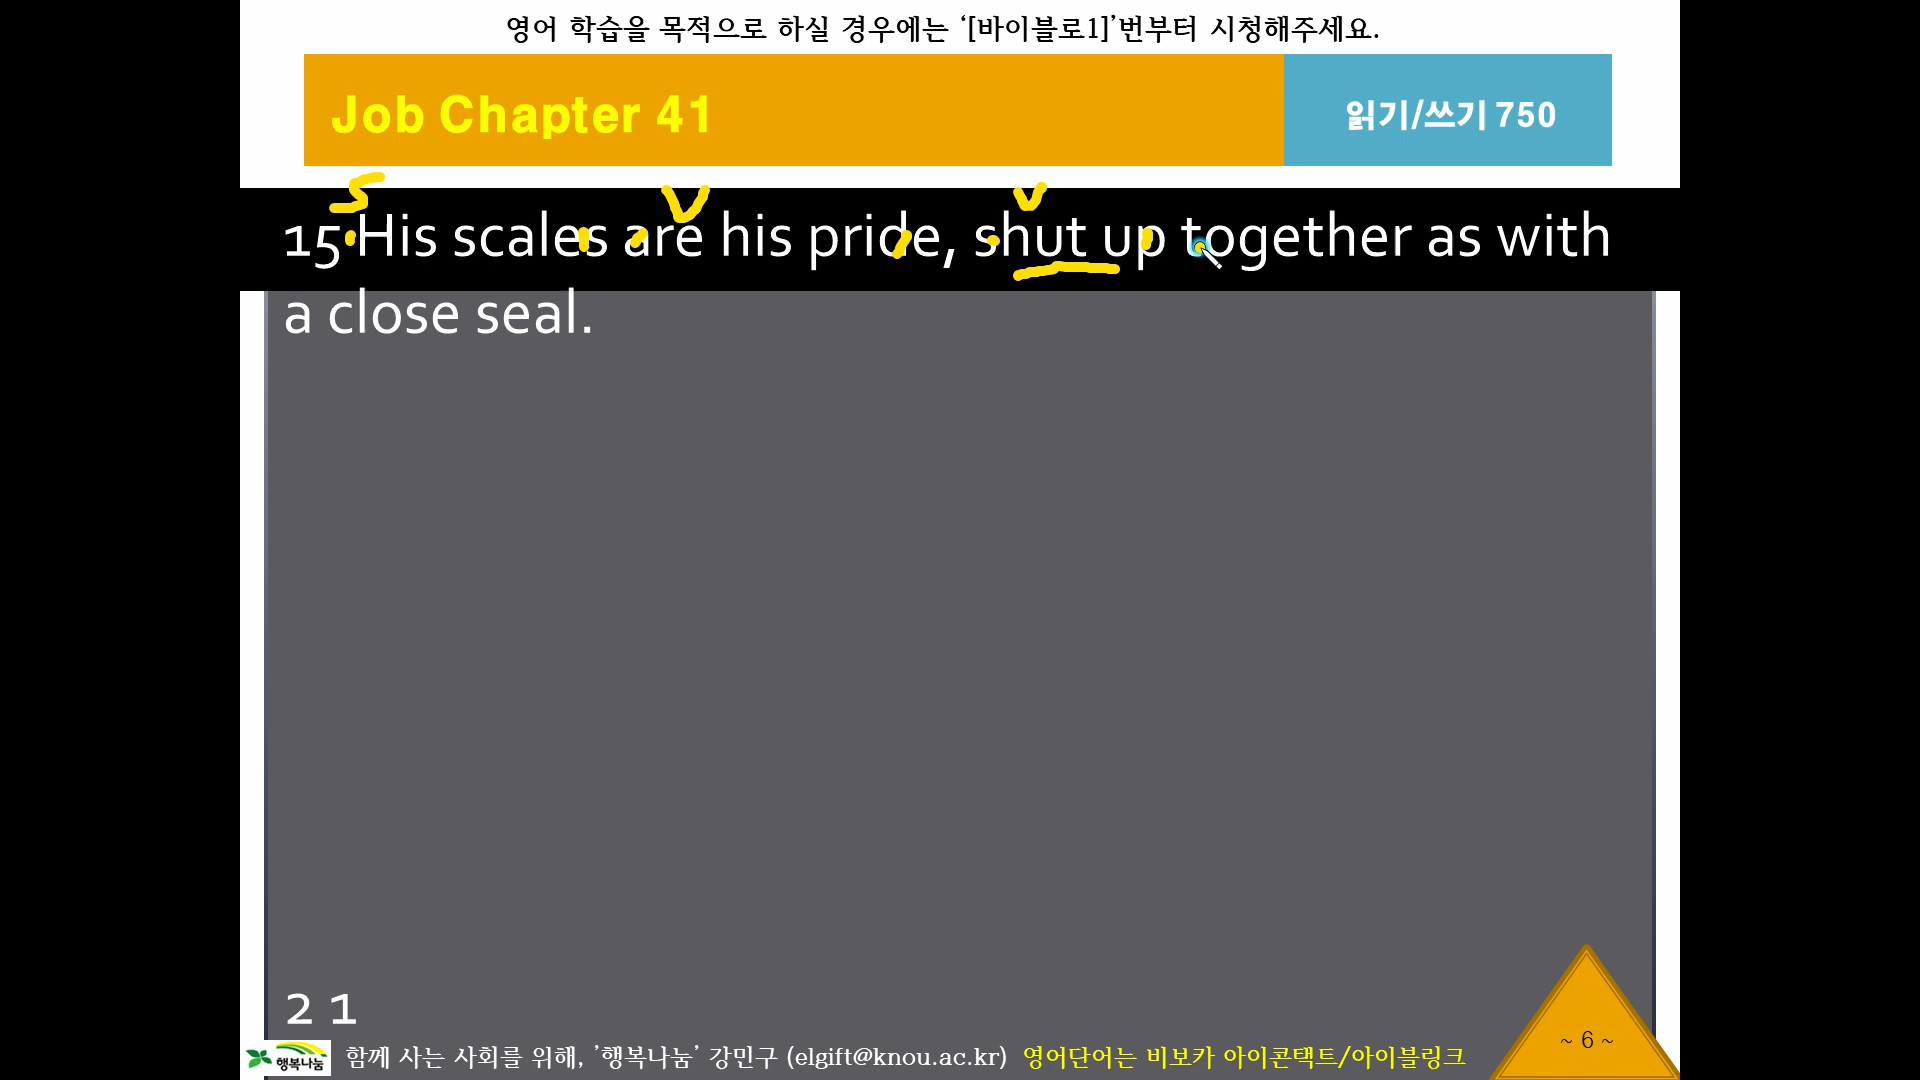 영어 학습을 목적으로 하실 경우에는 ‘[바이블로1]’번부터 시청해주세요.
Job Chapter 41
읽기/쓰기 750
S V V
15 His scales are his pride, shut up together as with
a close seal.
2 1
~ 6 ~
행복나눔 함께 사는 사회를 위해, ’행복나눔’ 강민구 (elgift@knou.ac.kr) 영어단어는 비보카 아이콘택트/아이블링크